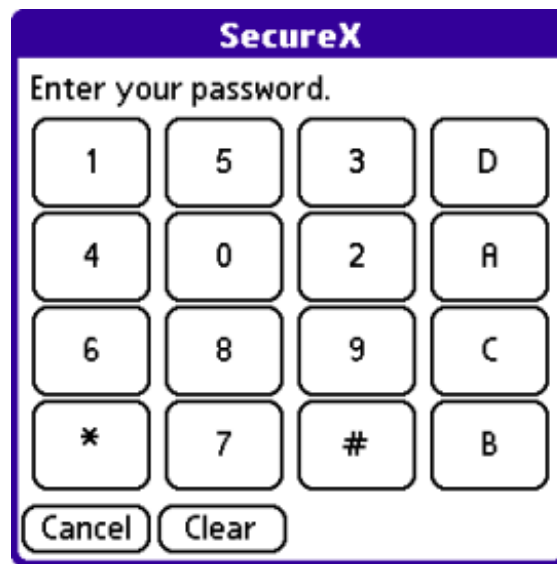 SecureX
Enter your password.
1 5 3 D
4 0 2 A
6 8 9 C
* 7 # B
Cancel Clear